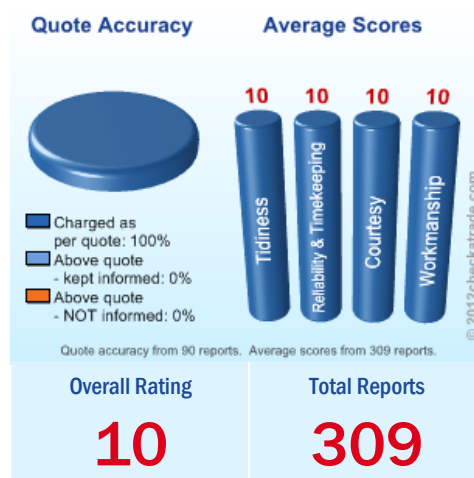 Quote Accuracy
Average Scores
10 10 10 10
Tidiness
Reliability & Timekeeping
Courtesy
Workmanship
Charged as
per quote: 100%
Above quote
- kept informed: 0%
Above quote
- NOT informed: 0%
© 2012checkatrade.com
Quote accuracy from 90 reports. Average scores from 309 reports.
Overall Rating
10
Total Reports
309